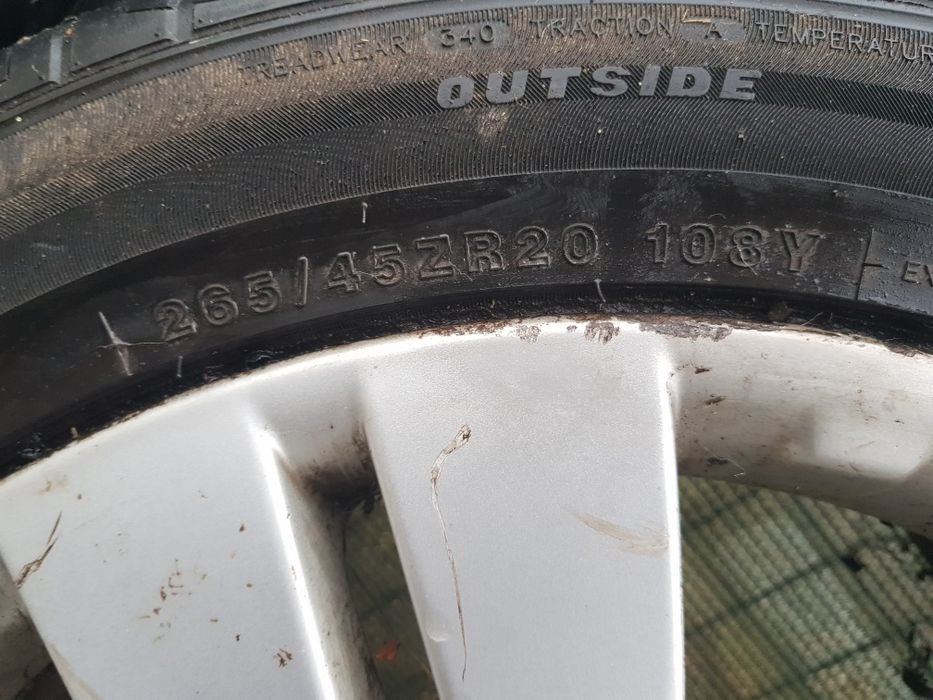 TREADWEAR 340 TRACTION A TEMPERATUR
OUTSIDE
265/45ZR20 108Y